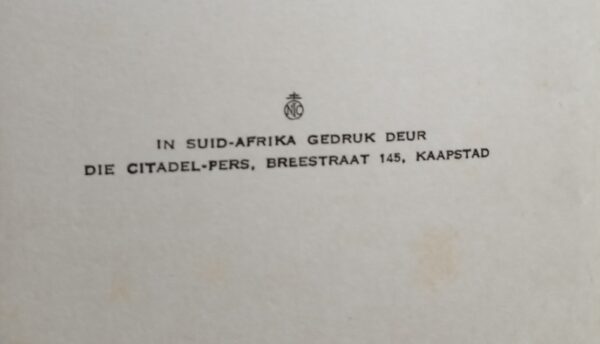 IN SUID-AFRIKA GEDRUK DEUR
DIE CITADEL-PERS, BREESTRAAT 145, KAAPSTAD